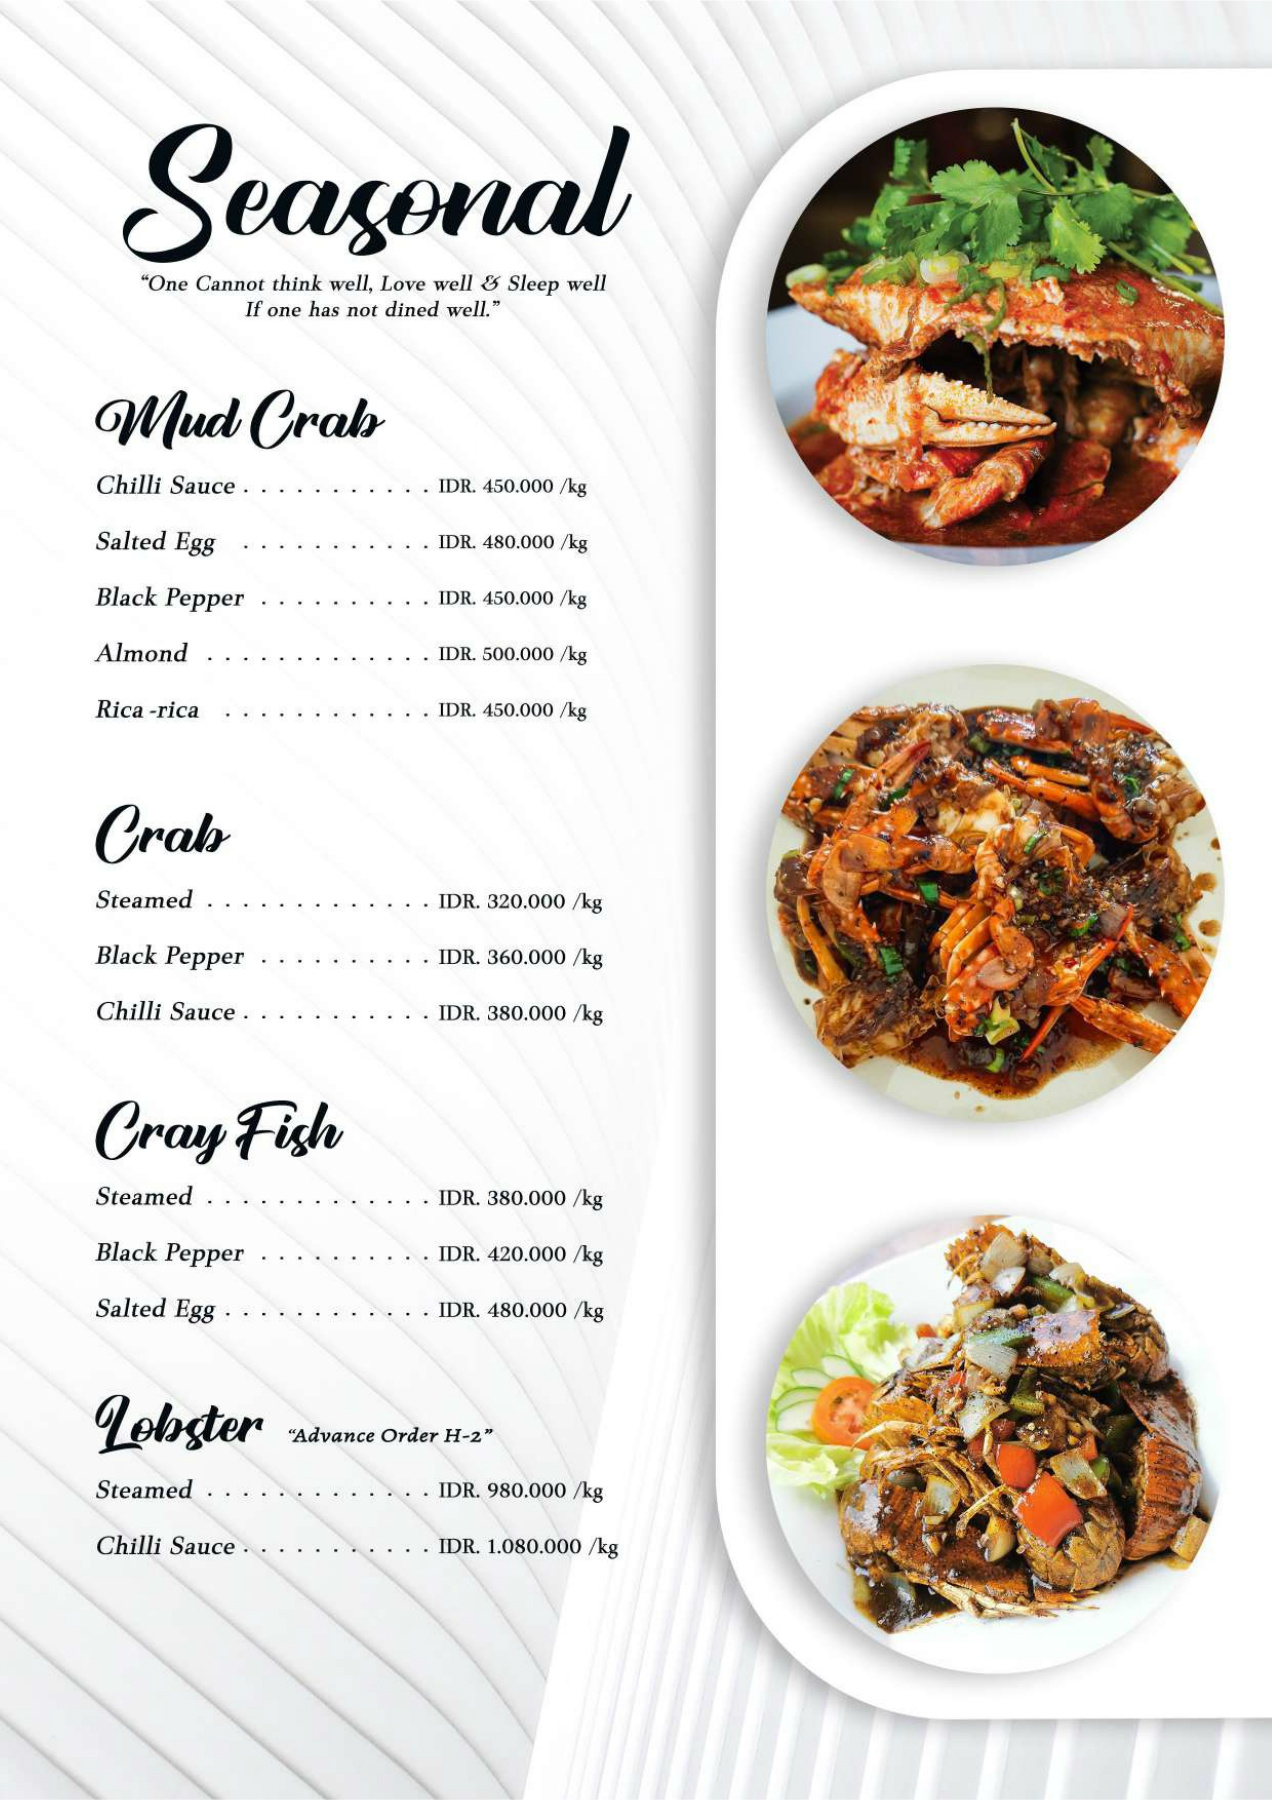 Seasonal
“One Cannot think well, Love well & Sleep well
If one has not dined well.”
Mud Crab
Chilli Sauce . . . . . . . . . . . IDR. 450.000 /kg
Salted Egg . . . . . . . . . . . IDR. 480.000 /kg
Black Pepper . . . . . . . . . . IDR. 450.000 /kg
Almond . . . . . . . . . . . . . IDR. 500.000 /kg
Rica -rica . . . . . . . . . . . . IDR. 450.000 /kg
Crab
Steamed . . . . . . . . . . . . . IDR. 320.000 /kg
Black Pepper . . . . . . . . . . IDR. 360.000 /kg
Chilli Sauce . . . . . . . . . . . IDR. 380.000 /kg
Cray Fish
Steamed . . . . . . . . . . . . . IDR. 380.000 /kg
Black Pepper . . . . . . . . . . IDR. 420.000 /kg
Salted Egg . . . . . . . . . . . . IDR. 480.000 /kg
Lobster “Advance Order H-2”
Steamed . . . . . . . . . . . . . IDR. 980.000 /kg
Chilli Sauce . . . . . . . . . . . IDR. 1.080.000 /kg